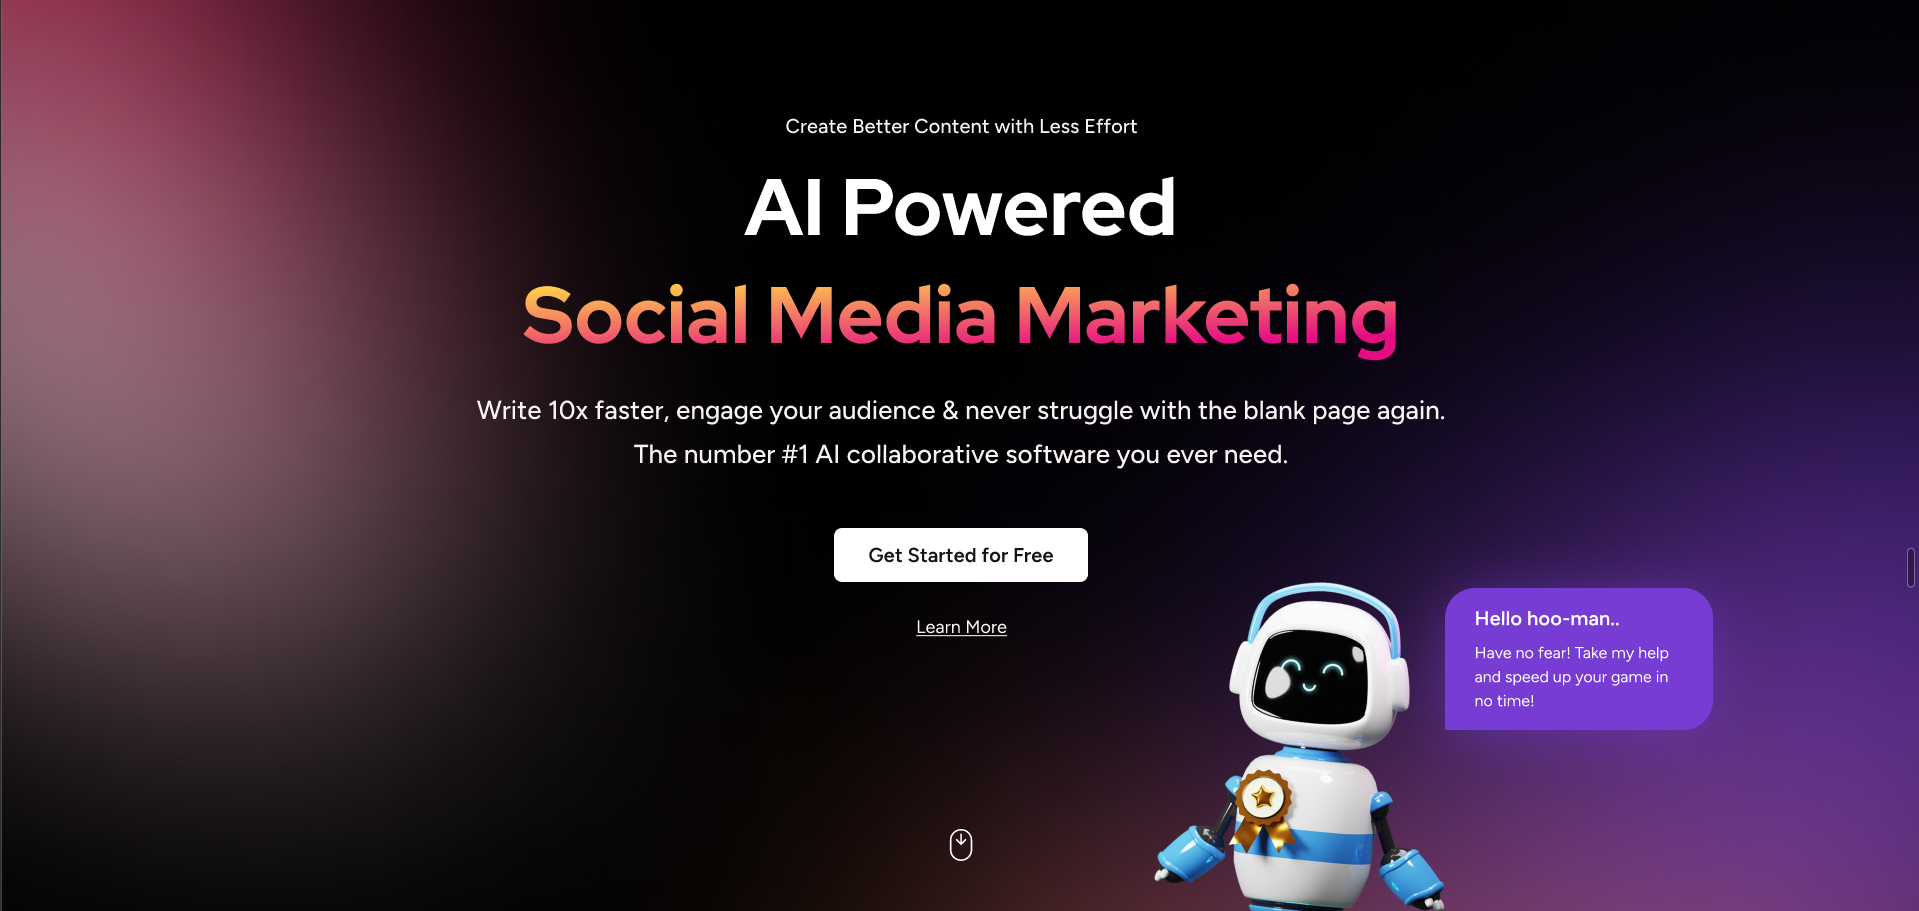 Create Better Content with Less Effort
AI Powered
Social Media Marketing
Write 10x faster, engage your audience & never struggle with the blank page again.
The number #1 AI collaborative software you ever need.
Get Started for Free
Learn More
Hello hoo-man..
Have no fear! Take my help
and speed up your game in
no time!